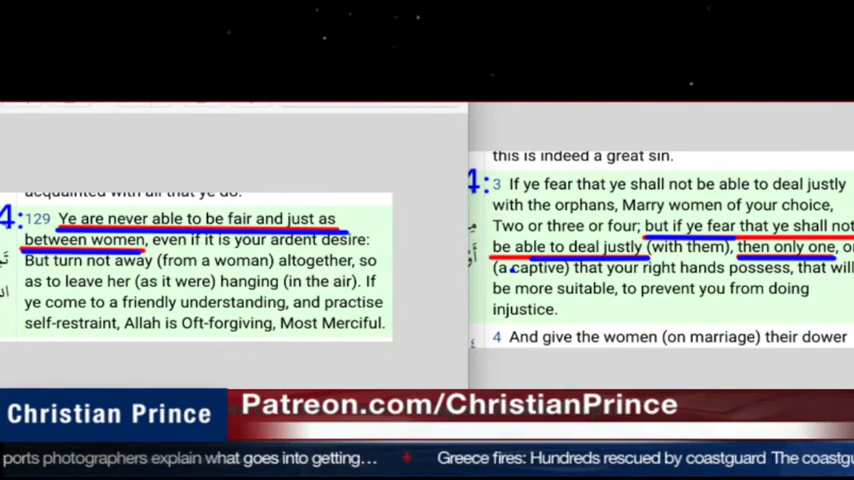 acquainted with all that ye do.
4:129 Ye are never able to be fair and just as
between women, even if it is your ardent desire:
But turn not away (from a woman) altogether, so
as to leave her (as it were) hanging (in the air). If
ye come to a friendly understanding, and practise
self-restraint, Allah is Oft-forgiving, Most Merciful.
this is indeed a great sin.
4:3 If ye fear that ye shall not be able to deal justly
with the orphans, Marry women of your choice,
Two or three or four; but if ye fear that ye shall not
be able to deal justly (with them), then only one, or
(a captive) that your right hands possess, that will
be more suitable, to prevent you from doing
injustice.
4 And give the women (on marriage) their dower
Christian Prince
Patreon.com/ChristianPrince
ports photographers explain what goes into getting... Greece fires: Hundreds rescued by coastguard The coastgu